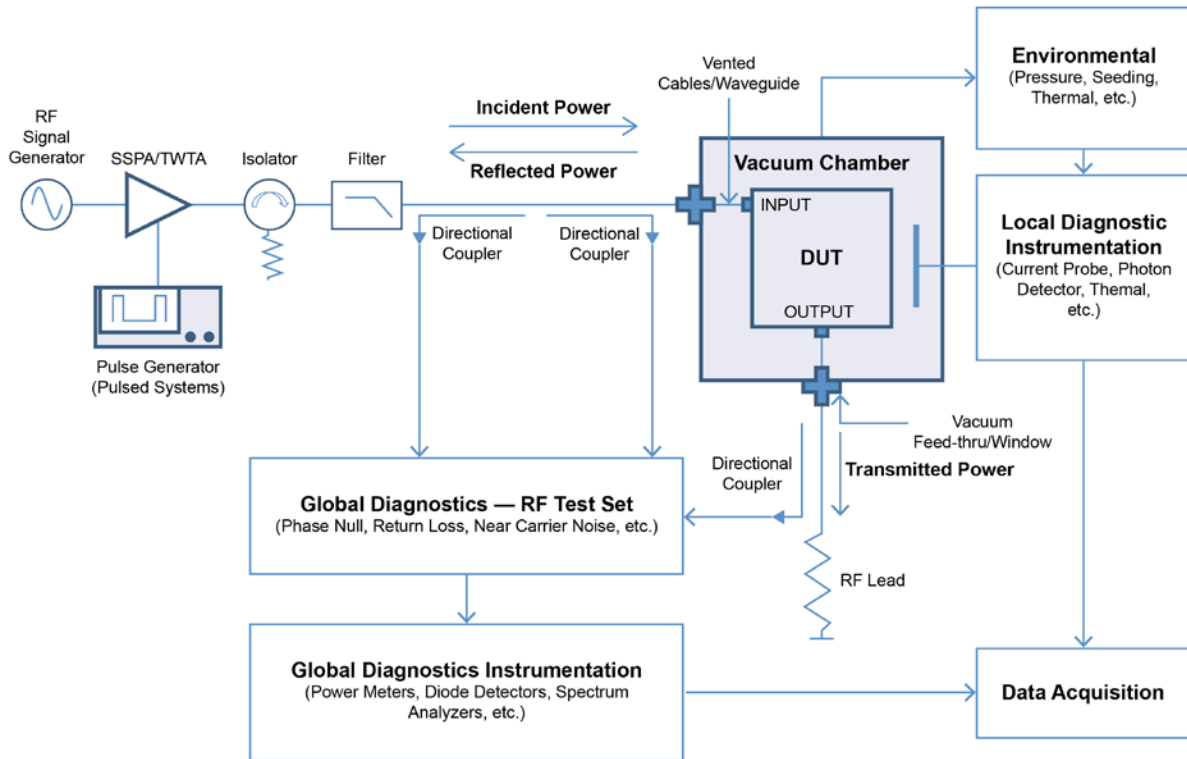 RF
Signal
Generator
SSPA/TWTA
Isolator
Filter
Incident Power
Reflected Power
Vented
Cables/Waveguide
Environmental
(Pressure, Seeding,
Thermal, etc.)
Vacuum Chamber
INPUT
DUT
OUTPUT
Local Diagnostic
Instrumentation
(Current Probe, Photon
Detector, Themal,
etc.)
Directional
Coupler
Directional
Coupler
Pulse Generator
(Pulsed Systems)
Vacuum
Feed-thru/Window
Directional
Coupler
Transmitted Power
Global Diagnostics — RF Test Set
(Phase Null, Return Loss, Near Carrier Noise, etc.)
RF Lead
Global Diagnostics Instrumentation
(Power Meters, Diode Detectors, Spectrum
Analyzers, etc.)
Data Acquisition